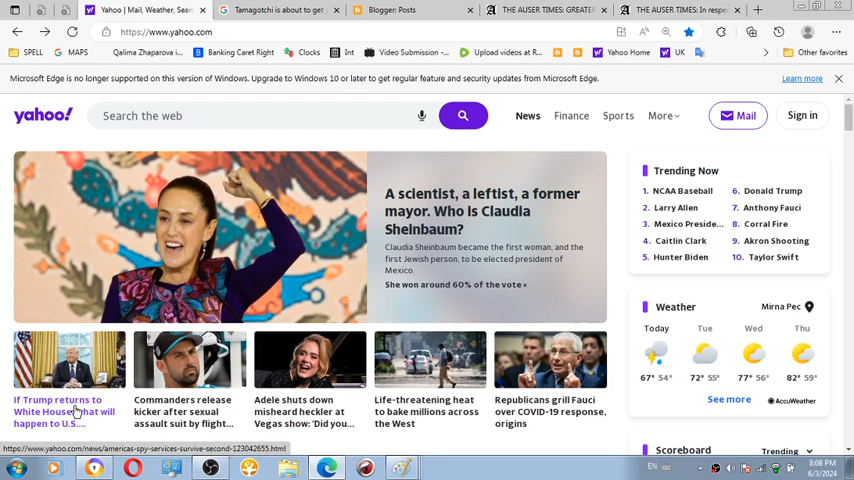 Yahoo | Mail, Weather, Sear
Tamagotchi is about to get
Blogger: Posts
THE AUSER TIMES: GREATER
THE AUSER TIMES: In respec
https://www.yahoo.com
SPELL
MAPS
Qalima Zhaparova i...
Banking Caret Right
Clocks
Int
Video Submission -...
Upload videos at R...
Yahoo Home
UK
Other favorites
Microsoft Edge is no longer supported on this version of Windows. Upgrade to Windows 10 or later to get regular feature and security updates from Microsoft Edge.
Learn more
yahoo!
Search the web
News
Finance
Sports
More
Mail
Sign in
A scientist, a leftist, a former
mayor. Who is Claudia
Sheinbaum?
Claudia Sheinbaum became the first woman, and the
first Jewish person, to be elected president of
Mexico.
She won around 60% of the vote »
Trending Now
1. NCAA Baseball
2. Larry Allen
3. Mexico Preside...
4. Caitlin Clark
5. Hunter Biden
6. Donald Trump
7. Anthony Fauci
8. Corral Fire
9. Akron Shooting
10. Taylor Swift
Weather
Mirna Pec
Today
Tue
Wed
Thu
67° 54°
72° 55°
77° 56°
82° 59°
See more
AccuWeather
If Trump returns to
White House, what will
happen to U.S....
Commanders release
kicker after sexual
assault suit by flight...
Adele shuts down
misheard heckler at
Vegas show: 'Did you...
Life-threatening heat
to bake millions across
the West
Republicans grill Fauci
over COVID-19 response,
origins
https://www.yahoo.com/news/americas-spy-services-survive-second-123042655.html
Scoreboard
Trending
EN
8:08 PM
6/3/2024